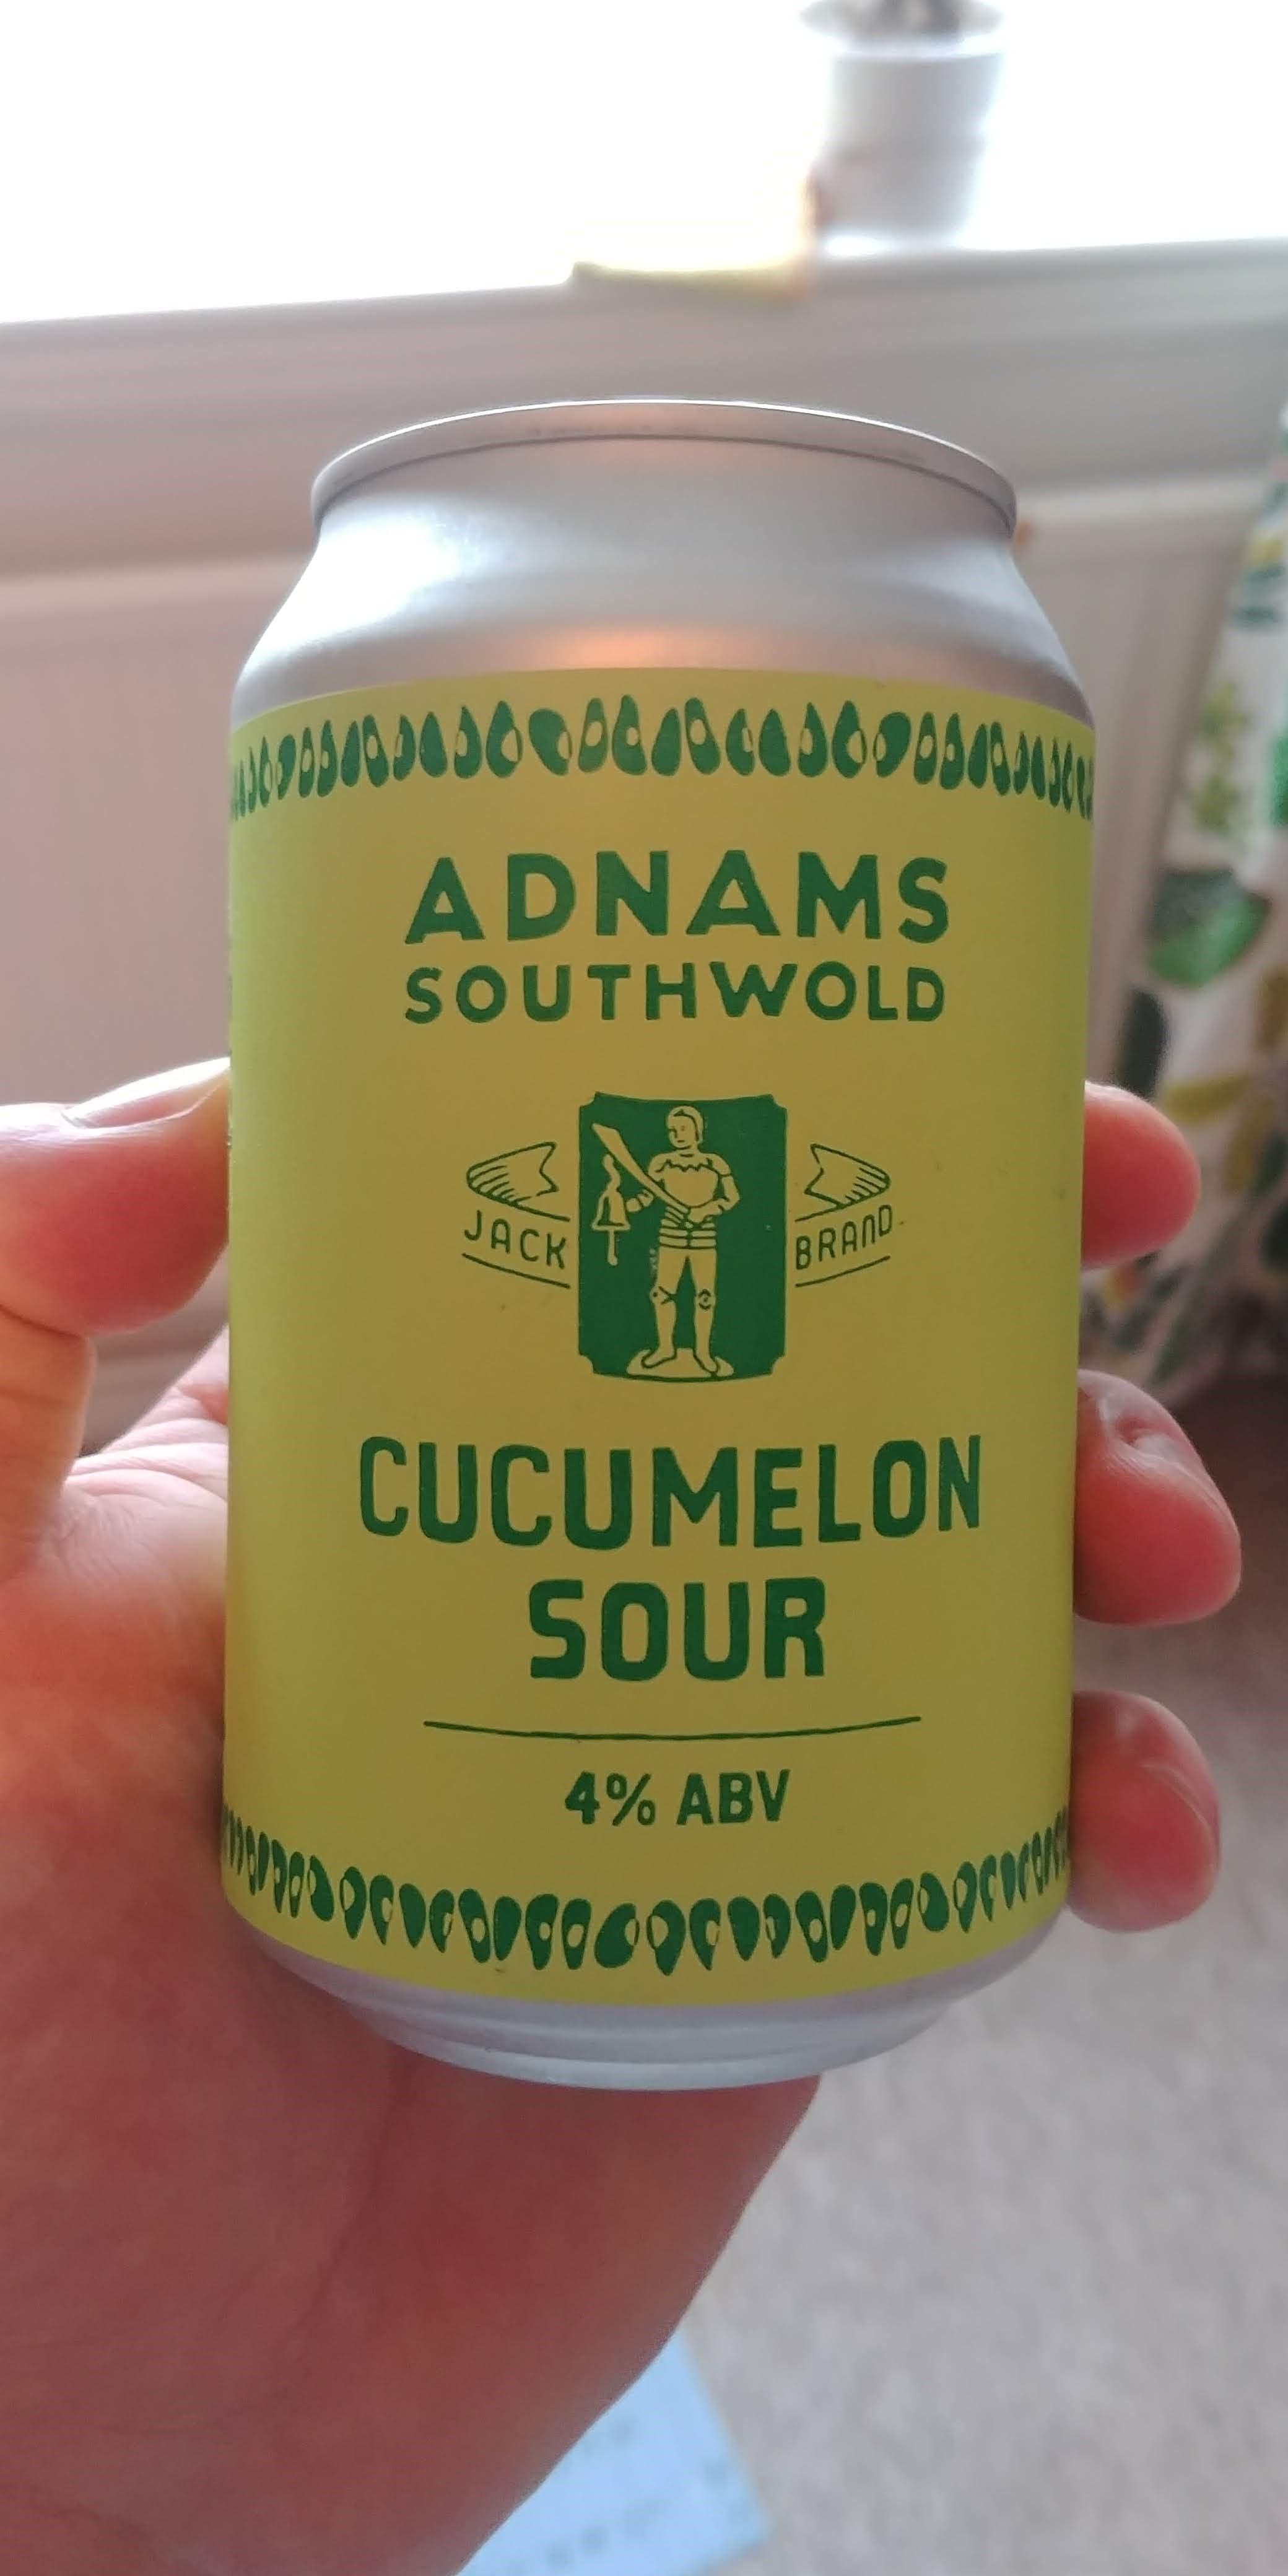 ADNAMS
SOUTHWOLD
JACK BRAND
CUCUMELON
SOUR
4% ABV